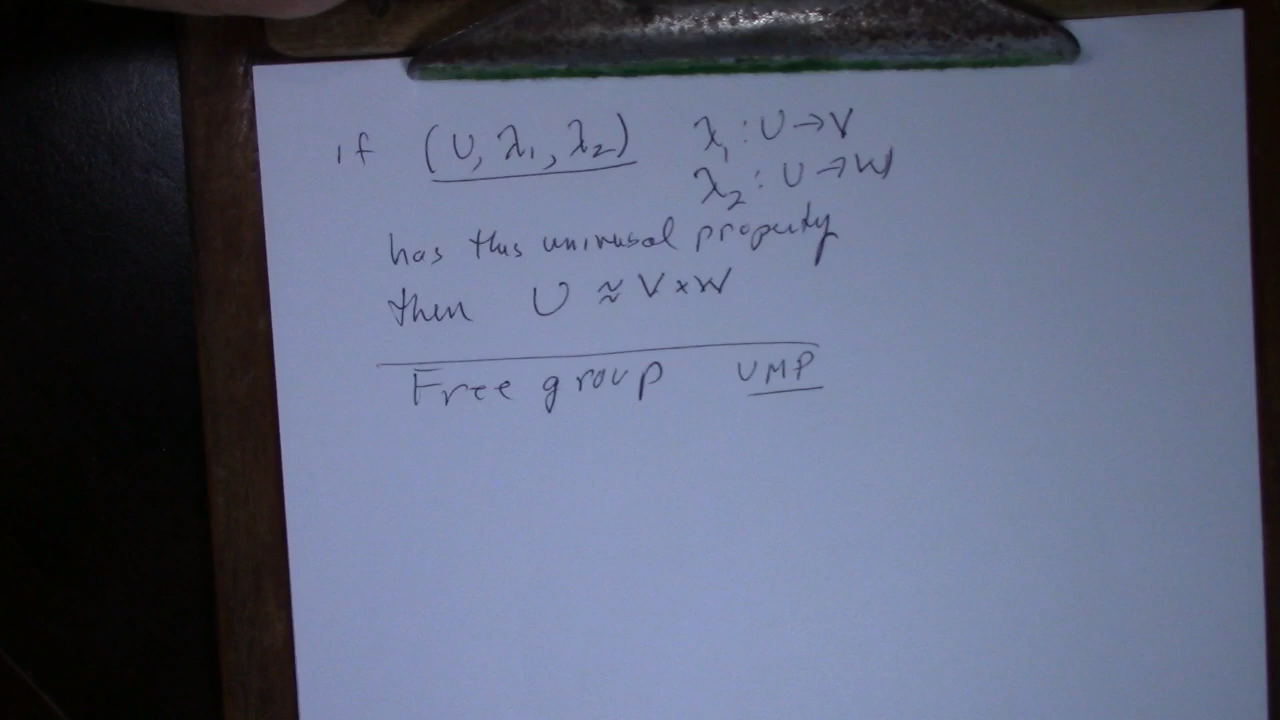 if (U, λ₁, λ₂) λ₁ : U → V
λ₂ : U → W
has this universal property
then U ≈ V × W
Free group UMP